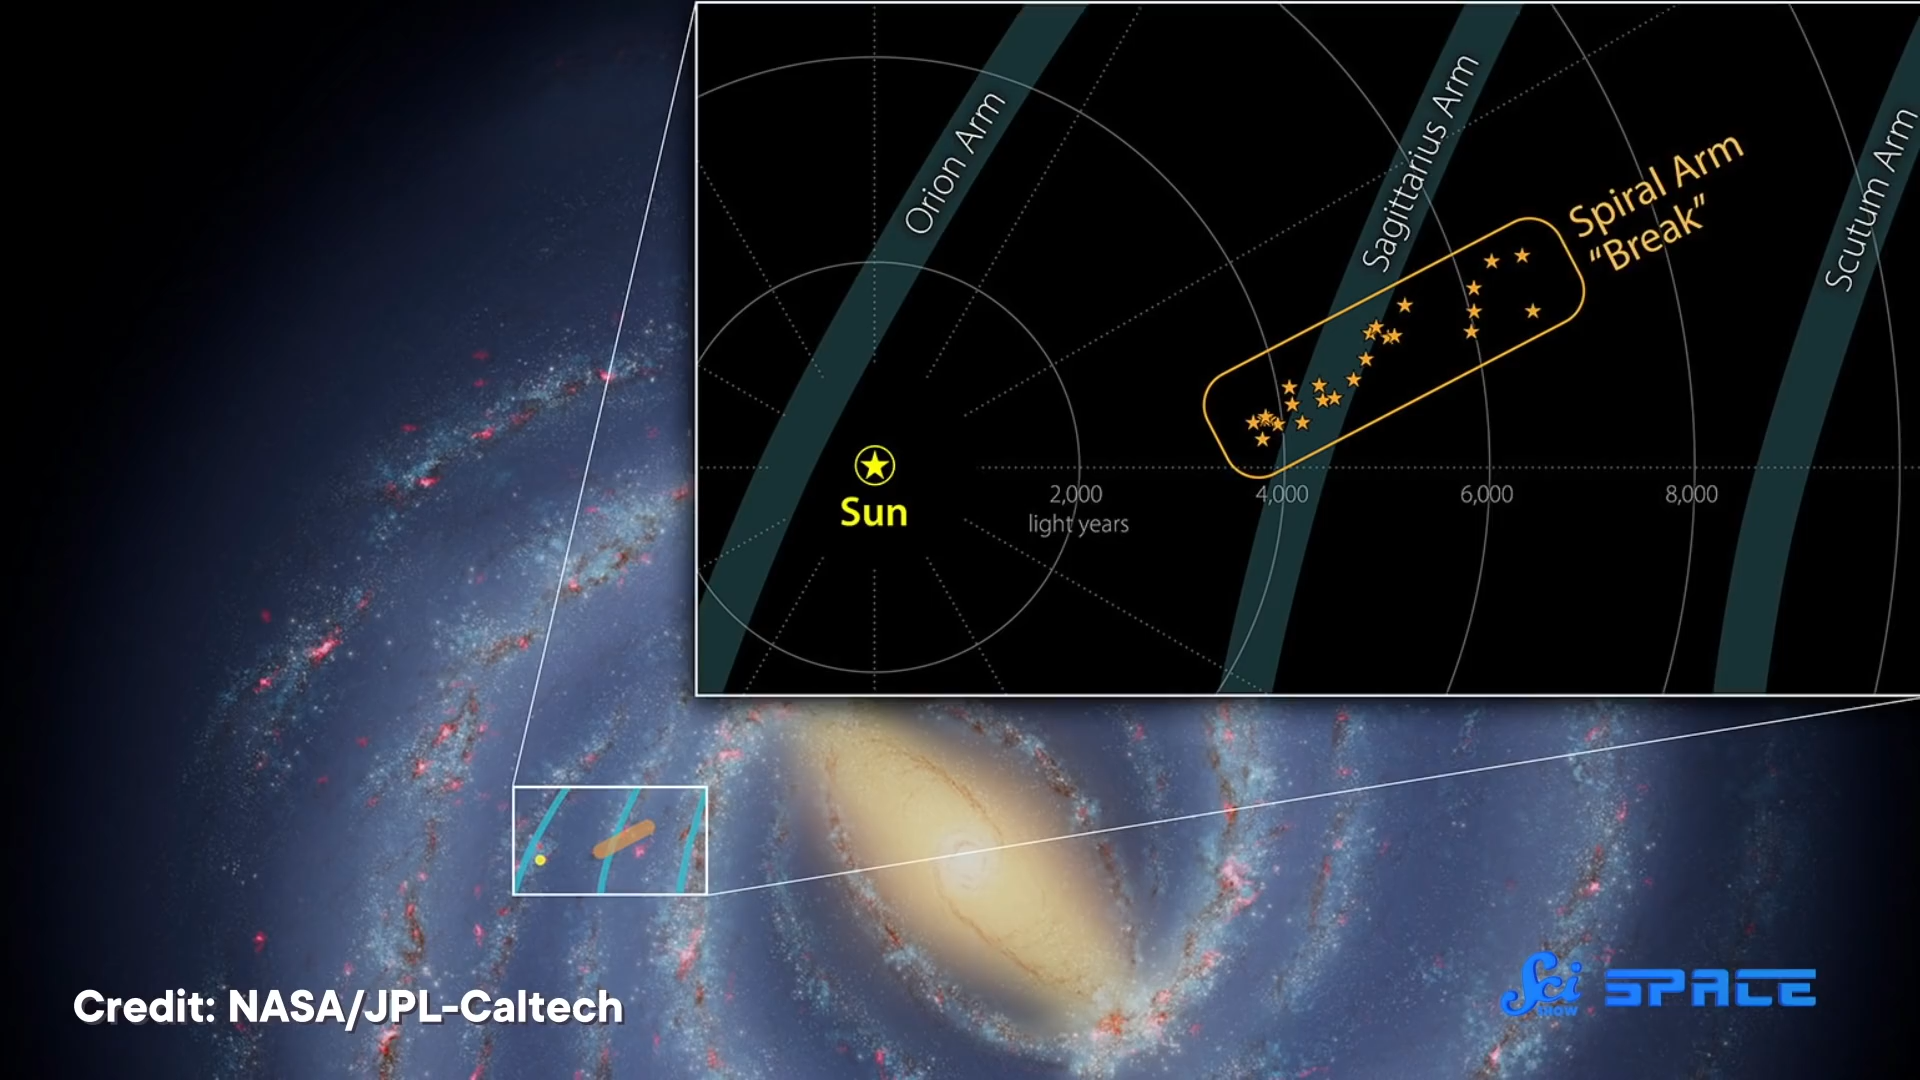 Orion Arm
Sagittarius Arm
Scutum Arm
Spiral Arm
“Break”
Sun
2,000
light years
4,000
6,000
8,000
Credit: NASA/JPL-Caltech
Sci
Show
SPACE